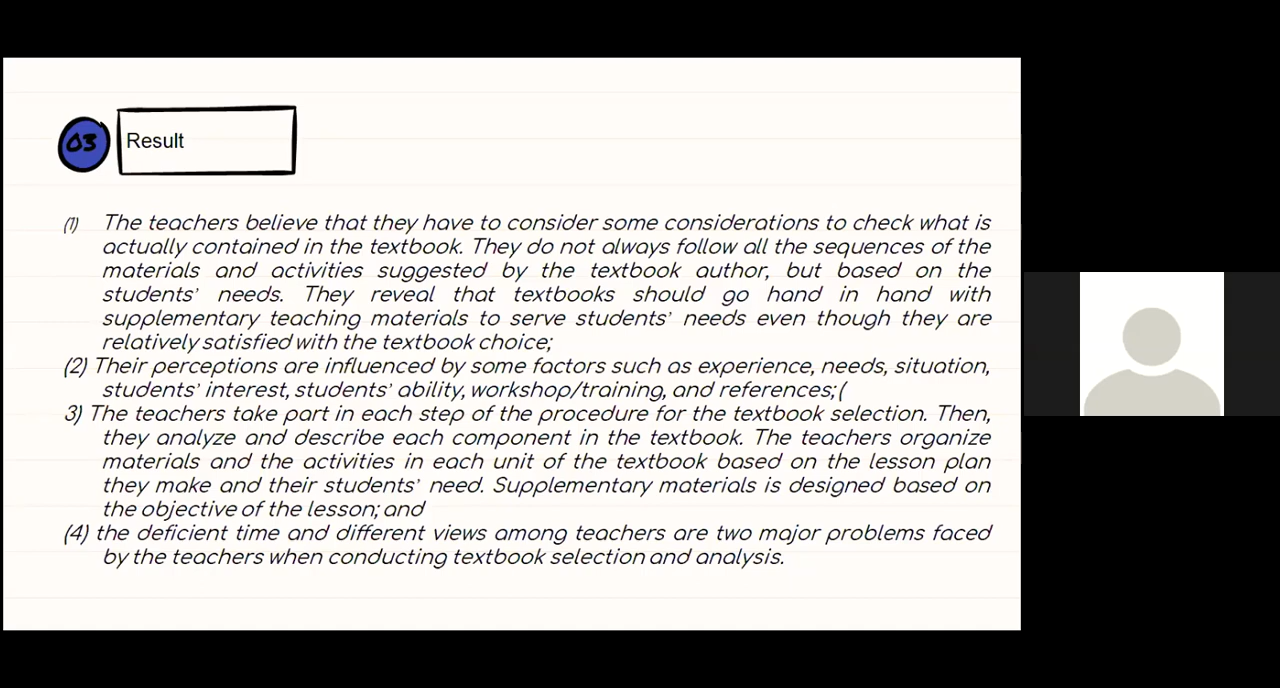 03
Result
(1) The teachers believe that they have to consider some considerations to check what is
actually contained in the textbook. They do not always follow all the sequences of the
materials and activities suggested by the textbook author, but based on the
students' needs. They reveal that textbooks should go hand in hand with
supplementary teaching materials to serve students' needs even though they are
relatively satisfied with the textbook choice;
(2) Their perceptions are influenced by some factors such as experience, needs, situation,
students' interest, students' ability, workshop/training, and references;(
3) The teachers take part in each step of the procedure for the textbook selection. Then,
they analyze and describe each component in the textbook. The teachers organize
materials and the activities in each unit of the textbook based on the lesson plan
they make and their students' need. Supplementary materials is designed based on
the objective of the lesson; and
(4) the deficient time and different views among teachers are two major problems faced
by the teachers when conducting textbook selection and analysis.